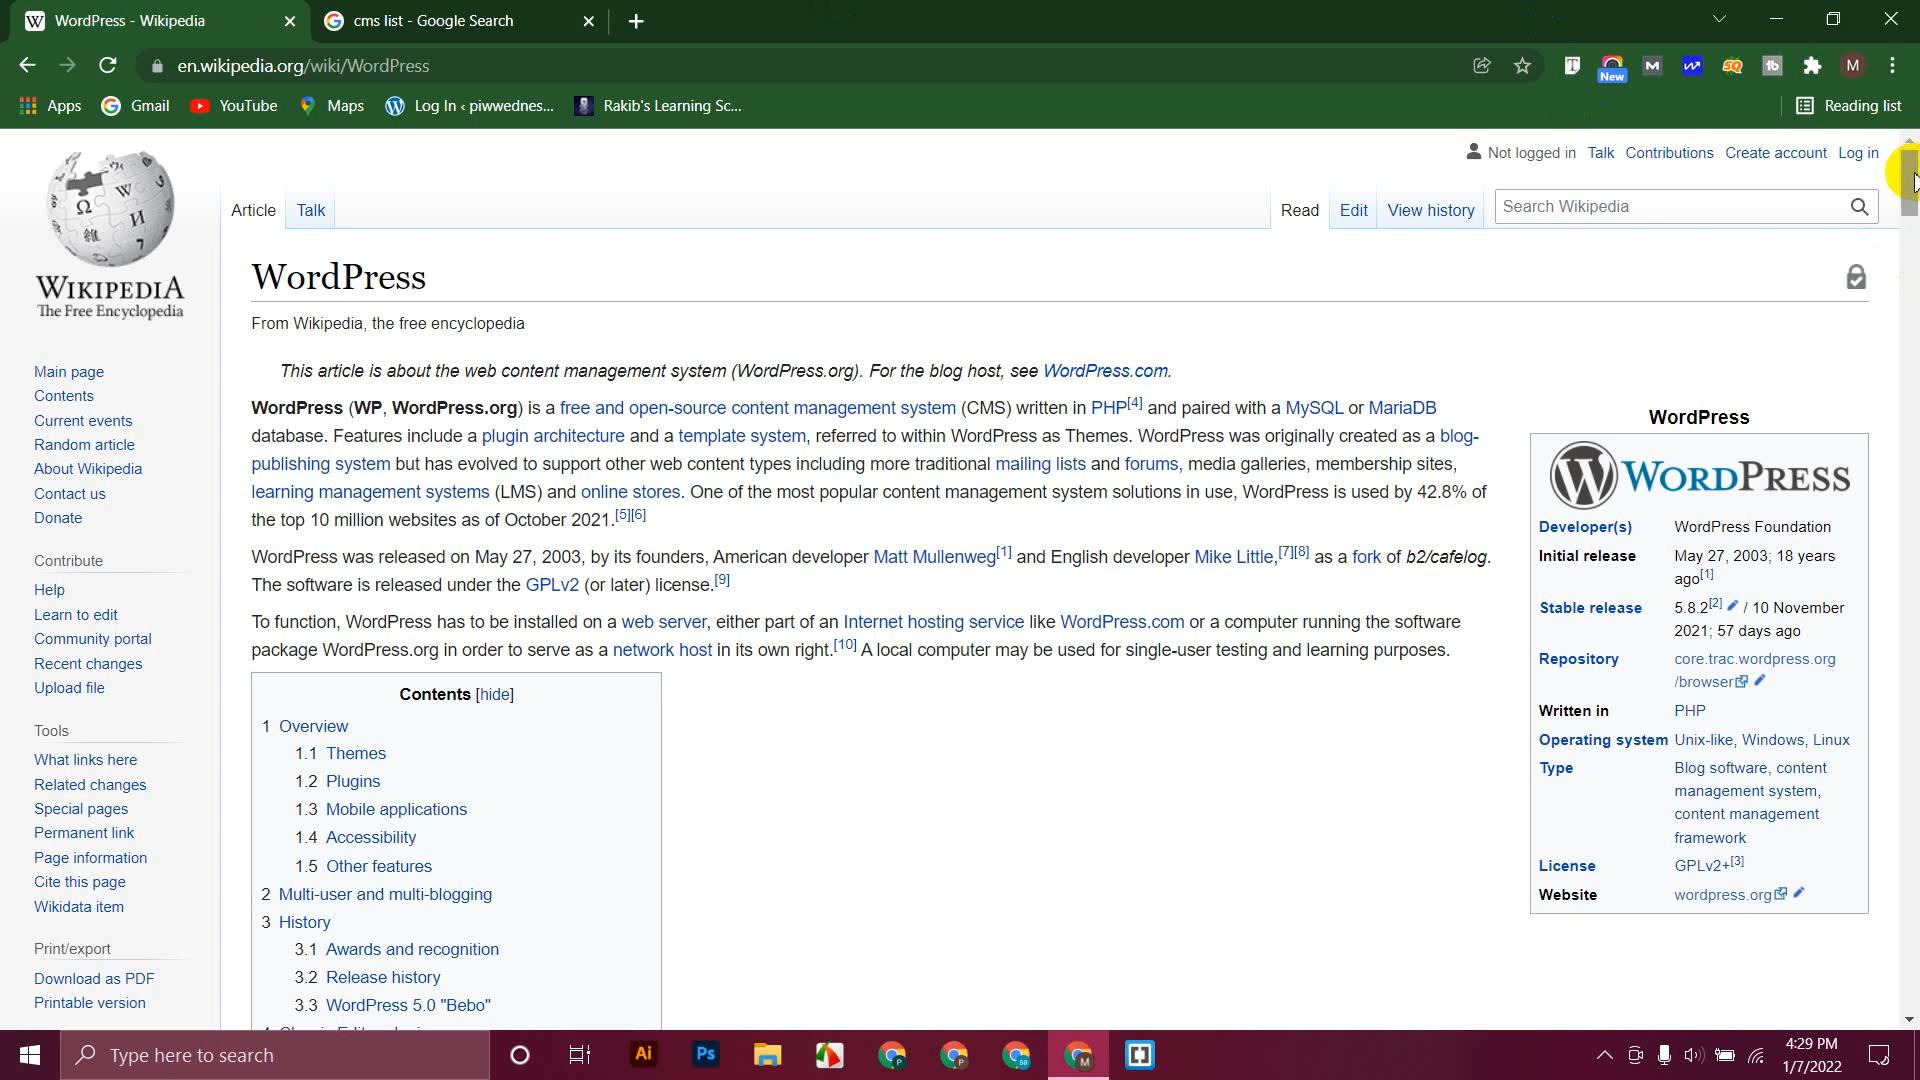 WordPress - Wikipedia
cms list - Google Search
en.wikipedia.org/wiki/WordPress
New
M
Apps
Gmail
YouTube
Maps
Log In ‹ piwwednes...
Rakib's Learning Sc...
Reading list
Not logged in Talk Contributions Create account Log in
Article Talk Read Edit View history Search Wikipedia
WIKIPEDIA
The Free Encyclopedia
Main page
Contents
Current events
Random article
About Wikipedia
Contact us
Donate
Contribute
Help
Learn to edit
Community portal
Recent changes
Upload file
Tools
What links here
Related changes
Special pages
Permanent link
Page information
Cite this page
Wikidata item
Print/export
Download as PDF
Printable version
WordPress
From Wikipedia, the free encyclopedia
This article is about the web content management system (WordPress.org). For the blog host, see WordPress.com.
WordPress (WP, WordPress.org) is a free and open-source content management system (CMS) written in PHP[4] and paired with a MySQL or MariaDB
database. Features include a plugin architecture and a template system, referred to within WordPress as Themes. WordPress was originally created as a blog-
publishing system but has evolved to support other web content types including more traditional mailing lists and forums, media galleries, membership sites,
learning management systems (LMS) and online stores. One of the most popular content management system solutions in use, WordPress is used by 42.8% of
the top 10 million websites as of October 2021.[5][6]
WordPress was released on May 27, 2003, by its founders, American developer Matt Mullenweg[1] and English developer Mike Little,[7][8] as a fork of b2/cafelog.
The software is released under the GPLv2 (or later) license.[9]
To function, WordPress has to be installed on a web server, either part of an Internet hosting service like WordPress.com or a computer running the software
package WordPress.org in order to serve as a network host in its own right.[10] A local computer may be used for single-user testing and learning purposes.
Contents [hide]
1 Overview
1.1 Themes
1.2 Plugins
1.3 Mobile applications
1.4 Accessibility
1.5 Other features
2 Multi-user and multi-blogging
3 History
3.1 Awards and recognition
3.2 Release history
3.3 WordPress 5.0 "Bebo"
WordPress
WORDPRESS
Developer(s) WordPress Foundation
Initial release May 27, 2003; 18 years
ago[1]
Stable release 5.8.2[2] / 10 November
2021; 57 days ago
Repository core.trac.wordpress.org
/browser
Written in PHP
Operating system Unix-like, Windows, Linux
Type Blog software, content
management system,
content management
framework
License GPLv2+[3]
Website wordpress.org
Type here to search
Ai
Ps
4:29 PM
1/7/2022